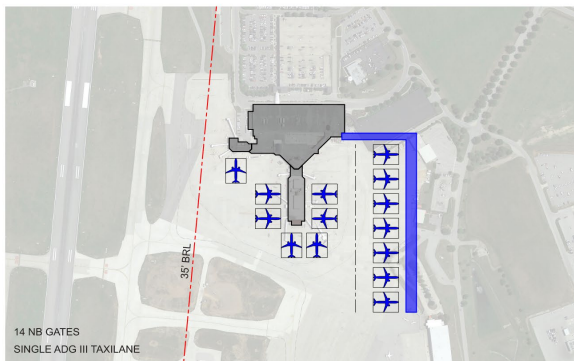 35' BRL
14 NB GATES
SINGLE ADG III TAXILANE